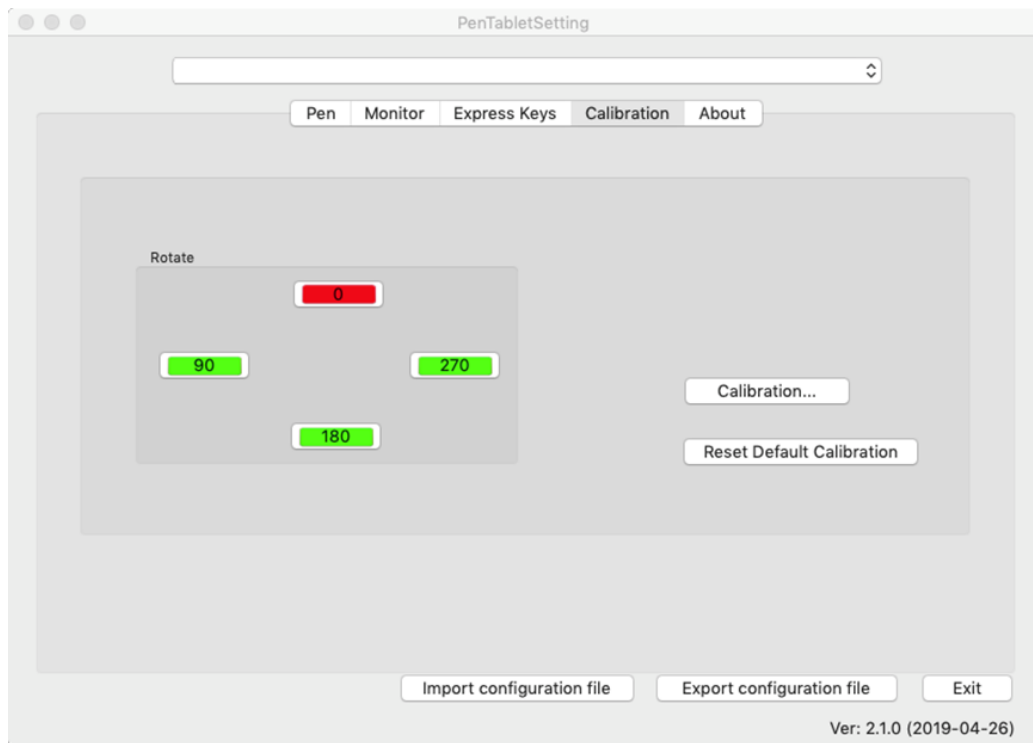 PenTabletSetting
Pen Monitor Express Keys Calibration About
Rotate
0
90 270
Calibration...
180
Reset Default Calibration
Import configuration file Export configuration file Exit
Ver: 2.1.0 (2019-04-26)